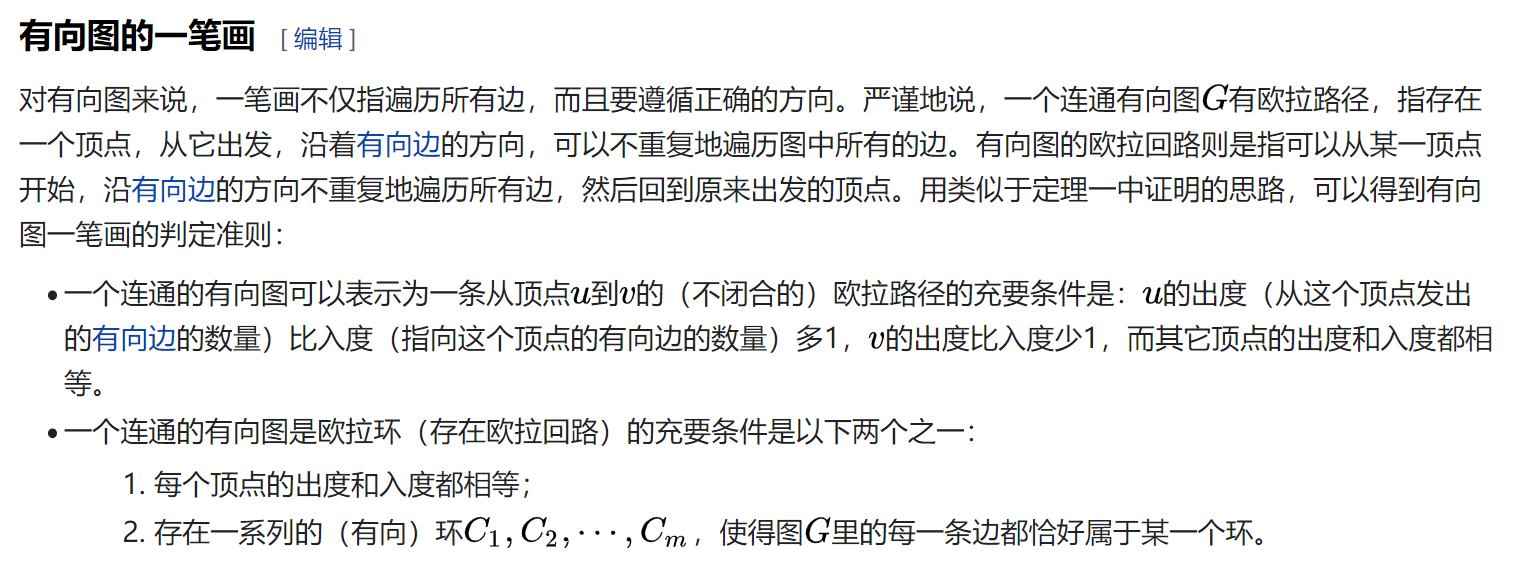 有向图的一笔画 [ 编辑 ]
对有向图来说，一笔画不仅指遍历所有边，而且要遵循正确的方向。严谨地说，一个连通有向图G有欧拉路径，指存在
一个顶点，从它出发，沿着有向边的方向，可以不重复地遍历图中所有的边。有向图的欧拉回路则是指可以从某一顶点
开始，沿有向边的方向不重复地遍历所有边，然后回到原来出发的顶点。用类似于定理一中证明的思路，可以得到有向
图一笔画的判定准则：
• 一个连通的有向图可以表示为一条从顶点u到v的（不闭合的）欧拉路径的充要条件是：u的出度（从这个顶点发出
的有向边的数量）比入度（指向这个顶点的有向边的数量）多1，v的出度比入度少1，而其它顶点的出度和入度都相
等。
• 一个连通的有向图是欧拉环（存在欧拉回路）的充要条件是以下两个之一：
1. 每个顶点的出度和入度都相等；
2. 存在一系列的（有向）环C₁, C₂, ⋯, Cₘ，使得图G里的每一条边都恰好属于某一个环。